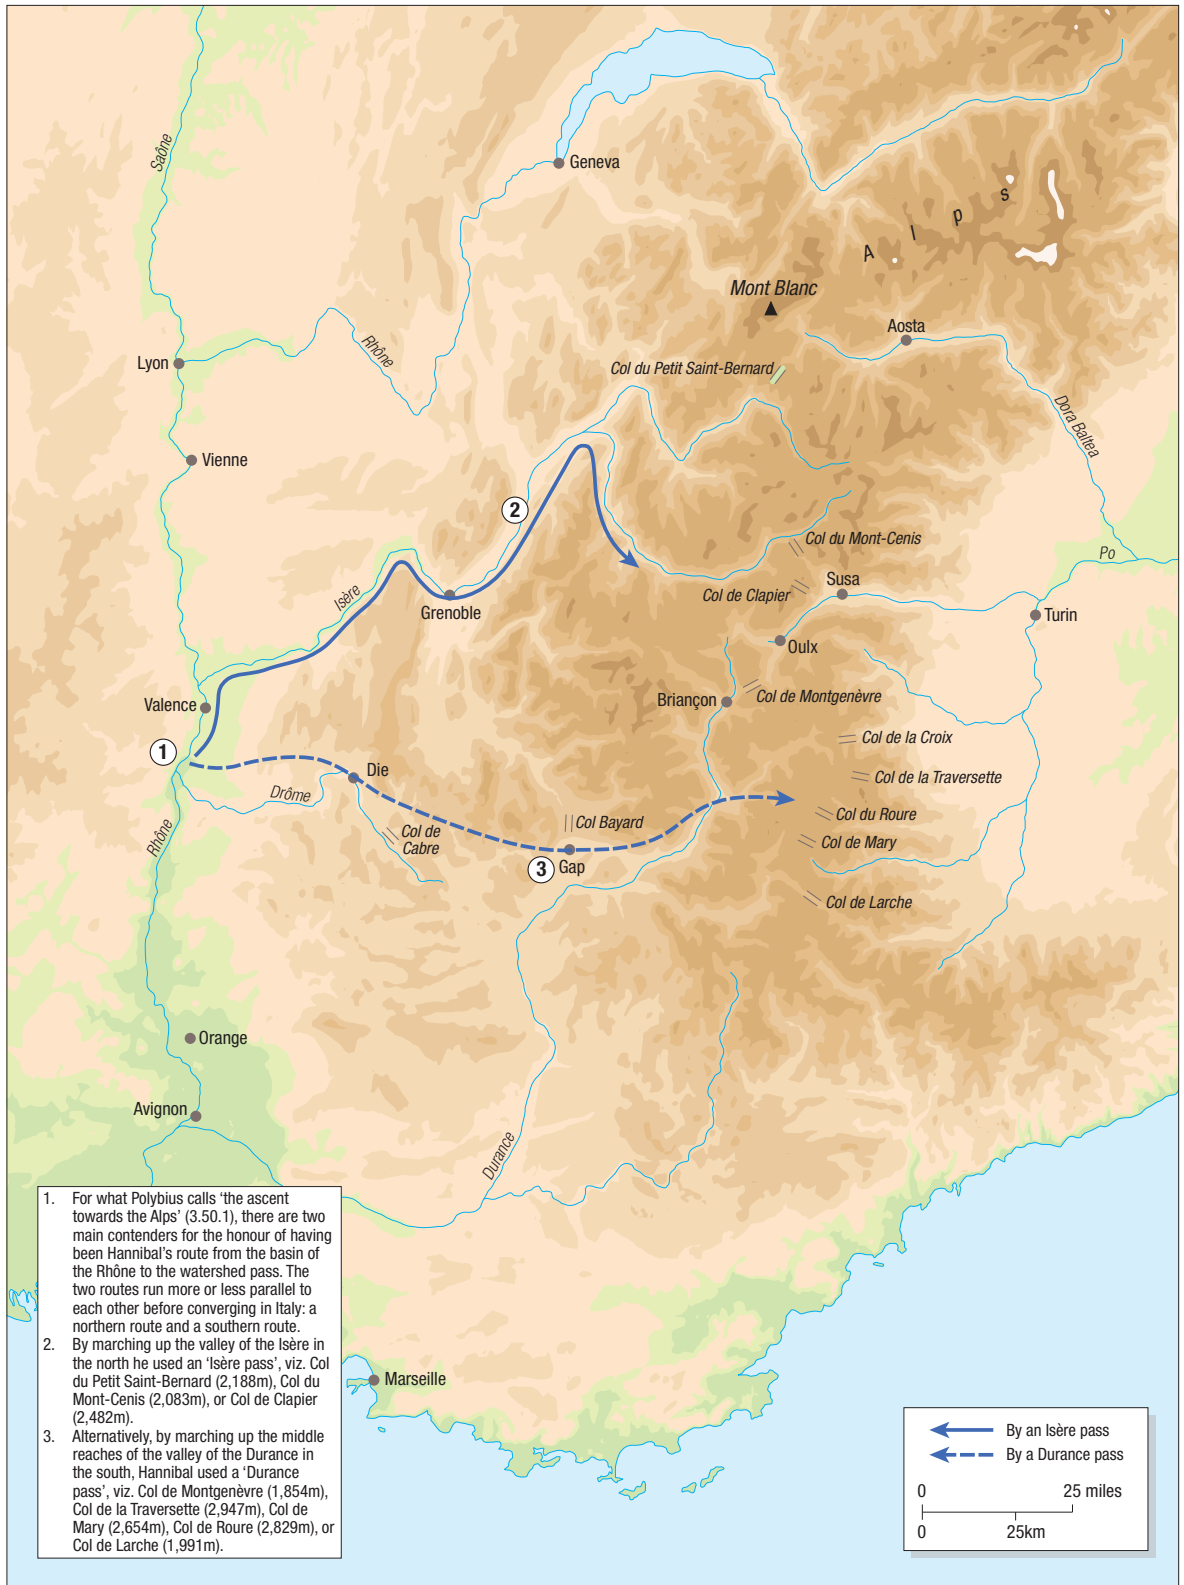 Saône
Geneva
Alps
Mont Blanc
Aosta
Lyon
Rhône
Col du Petit Saint-Bernard
Dora Baltea
Vienne
2
Col du Mont-Cenis
Po
Isère
Grenoble
Col de Clapier
Susa
Turin
Oulx
Valence
Briançon
Col de Montgenèvre
1
Col de la Croix
Die
Col de la Traversette
Drôme
Rhône
Col de
Cabre
Col Bayard
Col du Roure
Col de Mary
3
Gap
Col de Larche
Orange
Avignon
Durance
1. For what Polybius calls ‘the ascent
towards the Alps’ (3.50.1), there are two
main contenders for the honour of having
been Hannibal’s route from the basin of
the Rhône to the watershed pass. The
two routes run more or less parallel to
each other before converging in Italy: a
northern route and a southern route.
2. By marching up the valley of the Isère in
the north he used an ‘Isère pass’, viz. Col
du Petit Saint-Bernard (2,188m), Col du
Mont-Cenis (2,083m), or Col de Clapier
(2,482m).
3. Alternatively, by marching up the middle
reaches of the valley of the Durance in
the south, Hannibal used a ‘Durance
pass’, viz. Col de Montgenèvre (1,854m),
Col de la Traversette (2,947m), Col de
Mary (2,654m), Col de Roure (2,829m), or
Col de Larche (1,991m).
Marseille
By an Isère pass
By a Durance pass
0 25 miles
0 25km